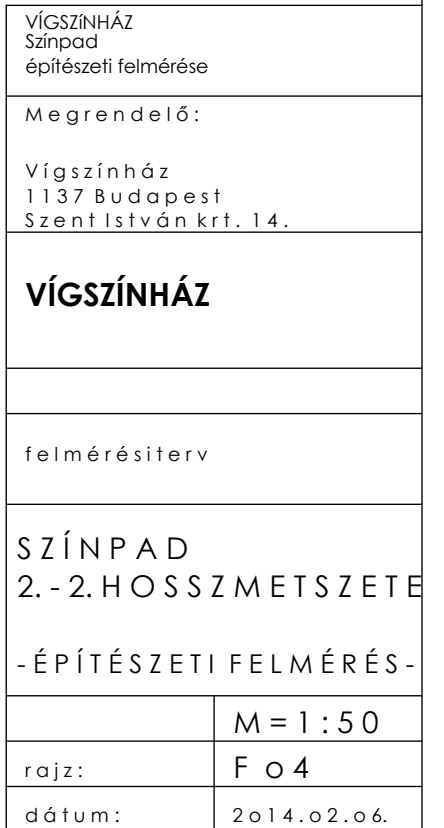 VÍGSZíNHÁZ
Színpad
építészeti felmérése
Megrendelő:
Vígszínház
1137 Budapest
Szent István krt. 14.
VÍGSZÍNHÁZ
felmérésiterv
SZÍNPAD
2. - 2. HOSSZMETSZETE
- ÉPÍTÉSZETI FELMÉRÉS -
M = 1 : 50
rajz: F o4
dátum: 2o14.o2.o6.